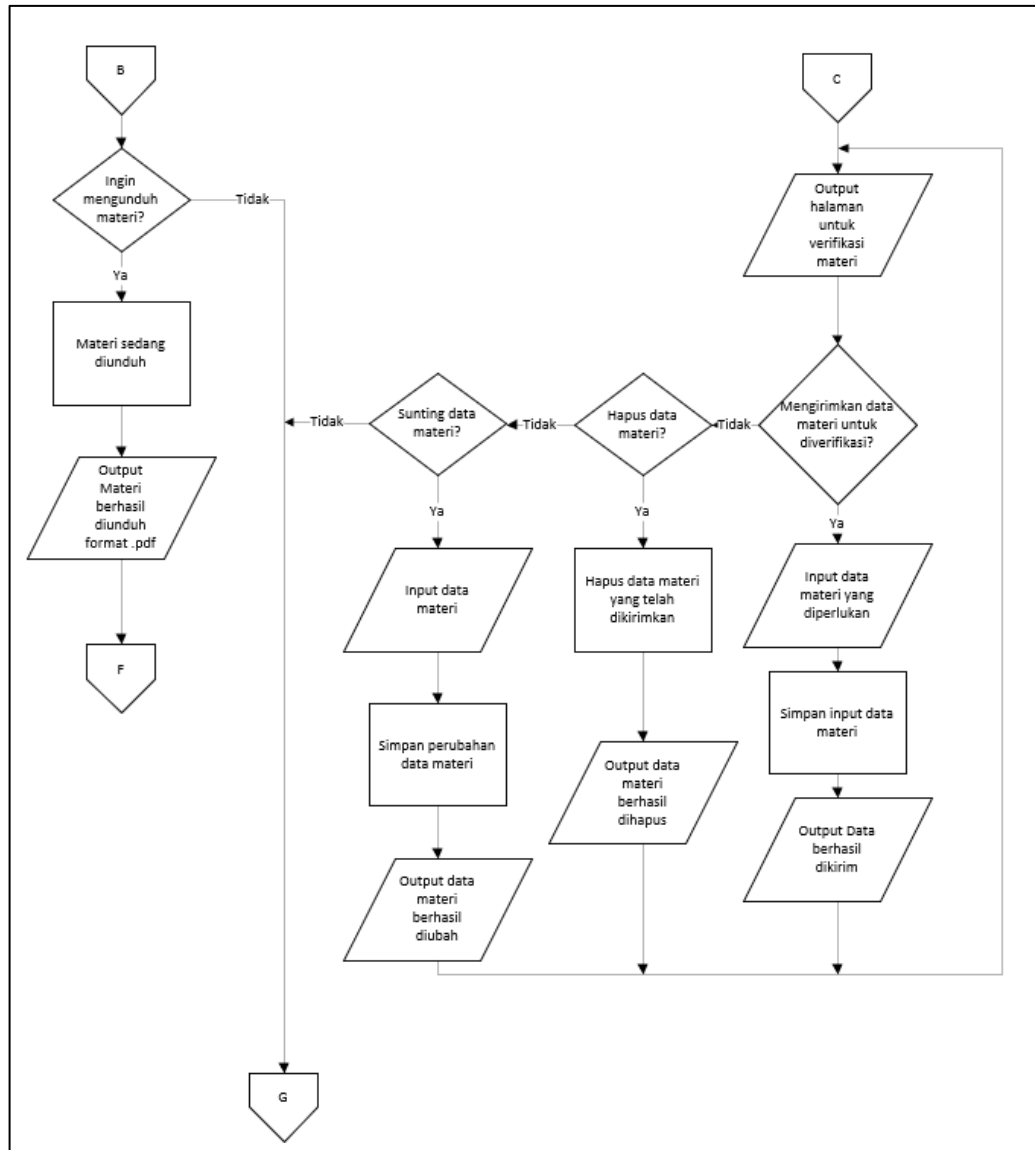 B
Ingin
mengunduh
materi?
Tidak
Ya
Materi sedang
diunduh
Output
Materi
berhasil
diunduh
format .pdf
F
C
Output
halaman
untuk
verifikasi
materi
Mengirimkan data
materi untuk
diverifikasi?
Tidak
Ya
Input data
materi yang
diperlukan
Simpan input data
materi
Output Data
berhasil
dikirim
Hapus data
materi?
Tidak
Ya
Hapus data materi
yang telah
dikirimkan
Output data
materi
berhasil
dihapus
Sunting data
materi?
Tidak
Ya
Input data
materi
Simpan perubahan
data materi
Output data
materi
berhasil
diubah
G